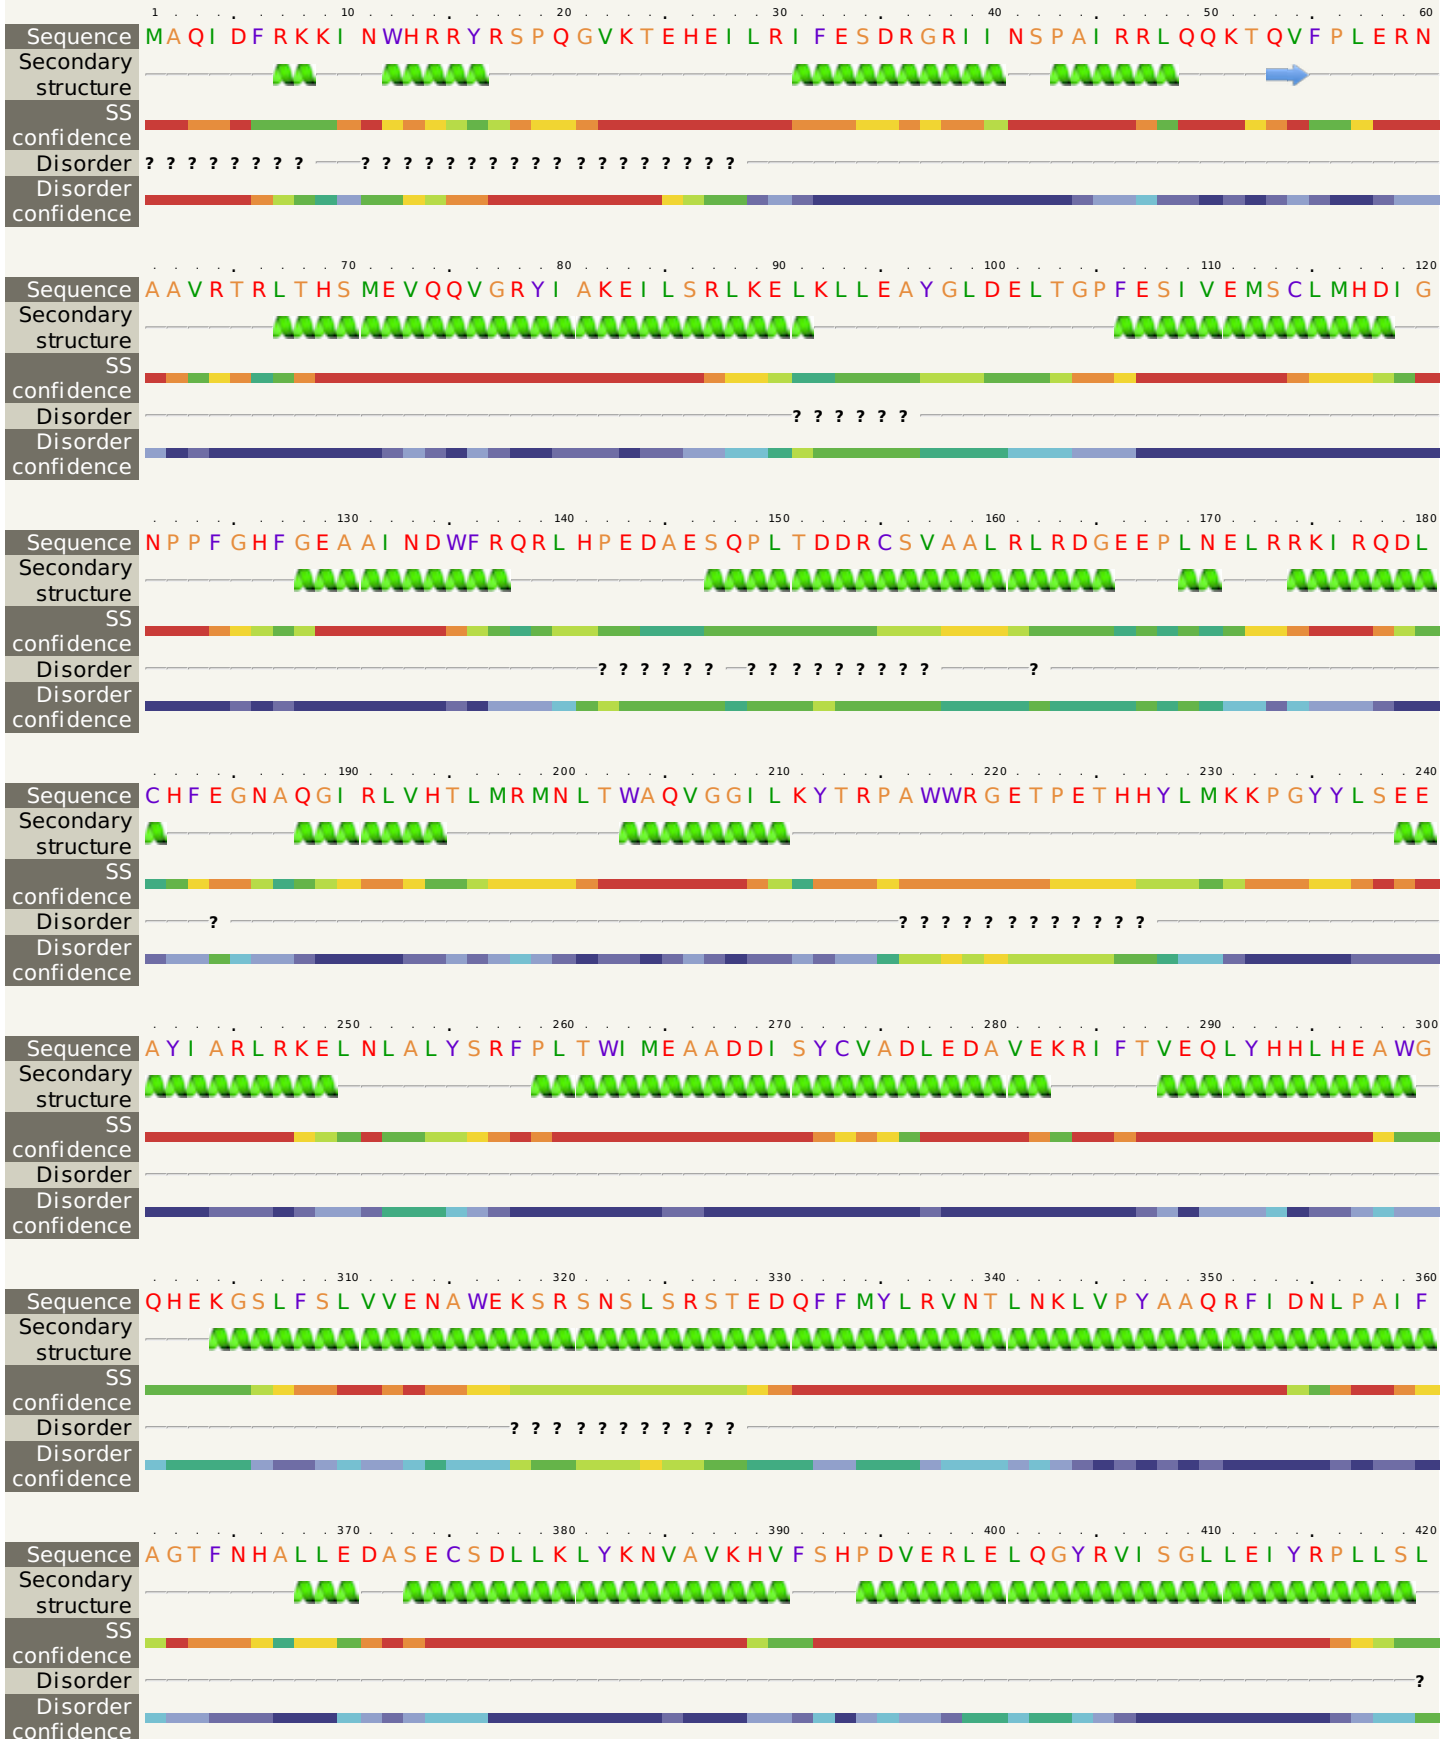 1 10 20 30 40 50 60
Sequence MAQIDFRKKINWHRRYRSPQGVKTEHEILRIFESDRGRIINSPAIRRLQQKTQVFPLERN
Secondary
structure
SS
confidence
Disorder ? ? ? ? ? ? ? ? ? ? ? ? ? ? ? ? ? ? ? ? ? ? ? ? ? ?
Disorder
confidence
70 80 90 100 110 120
Sequence AAVRTRLTHSMEVQQVGRYIAKEILSRLKELKLLEAYGLDELTGPFESIVEMSCLMHDIG
Secondary
structure
SS
confidence
Disorder ? ? ? ? ? ?
Disorder
confidence
130 140 150 160 170 180
Sequence NPPFGHFGEAAINDWFRQRLHPEDAESQPLTDDRCSVAALRLRDGEEPLNELRRKIRQDL
Secondary
structure
SS
confidence
Disorder ? ? ? ? ? ? ? ? ? ? ? ? ? ? ? ?
Disorder
confidence
190 200 210 220 230 240
Sequence CHFEGNAQGIRLVHTLMRMNLTWAQVGGILKYTRPAWWRGETPETHHYLMKKPGYYLSEE
Secondary
structure
SS
confidence
Disorder ? ? ? ? ? ? ? ? ? ? ? ? ?
Disorder
confidence
250 260 270 280 290 300
Sequence AYIARLRKELNLALYSRFPLTWIMEAADDISYCVADLEDAVEKRIFTVEQLYHHLHEAWG
Secondary
structure
SS
confidence
Disorder
Disorder
confidence
310 320 330 340 350 360
Sequence QHEKGSLFSLVVENAWEKSRSNSLSRSTEDQFFMYLRVNTLNKLVPYAAQRFIDNLPAIF
Secondary
structure
SS
confidence
Disorder ? ? ? ? ? ? ? ? ? ? ?
Disorder
confidence
370 380 390 400 410 420
Sequence AGTFNHALLEDASECSDLLKLYKNVAVKHVFSHPDVERLELQGYRVISGLLEIYRPLLSL
Secondary
structure
SS
confidence
Disorder ?
Disorder
confidence